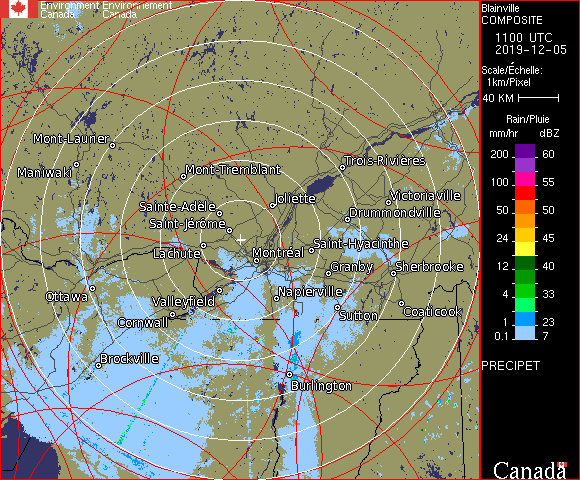 Environment Environnement
Canada Canada
Blainville
COMPOSITE
1100 UTC
2019-12-05
Scale/Échelle:
1km/Pixel
40 KM
Rain/Pluie
mm/hr dBZ
200 60
100 55
50 50
24 45
12 40
4 33
1 23
0.1 7
PRECIPET
Canada
Mont-Laurier
Maniwaki
Mont-Tremblant
Trois-Rivières
Joliette
Victoriaville
Sainte-Adèle
Drummondville
Saint-Jérôme
Lachute
Montréal
Saint-Hyacinthe
Granby
Sherbrooke
Ottawa
Valleyfield
Napierville
Cornwall
Sutton
Coaticook
Brockville
Burlington